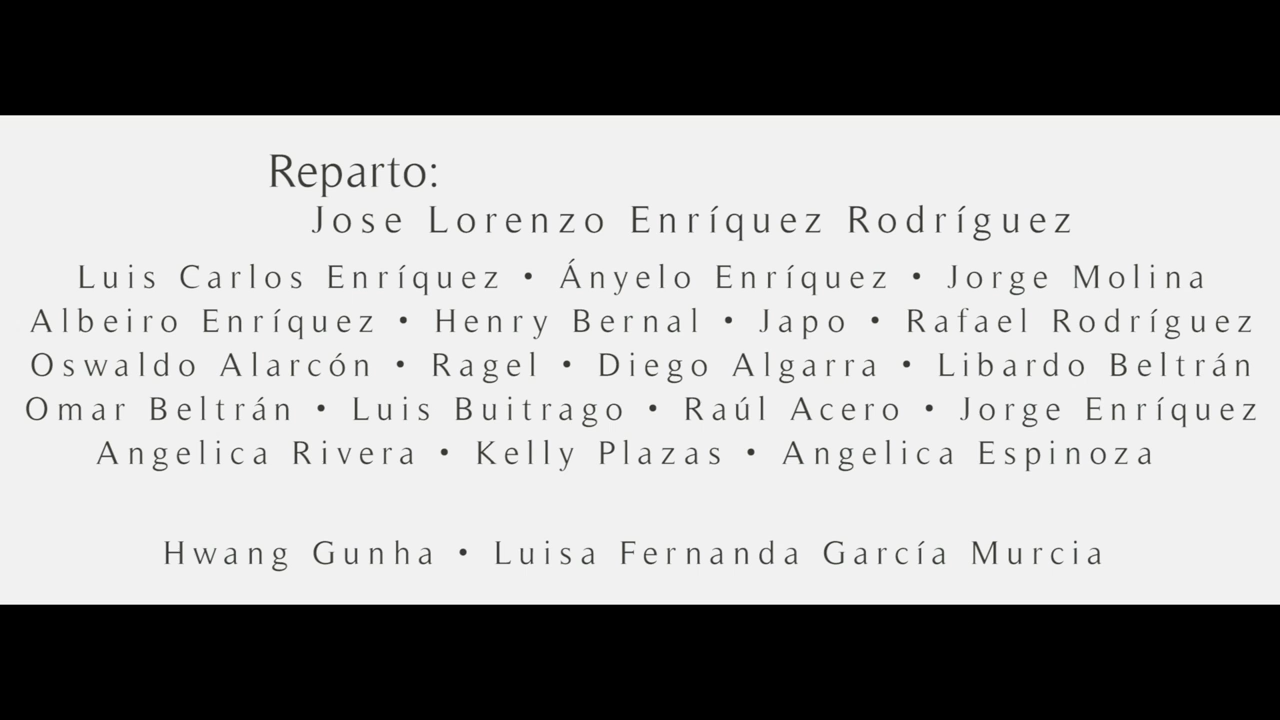 Reparto:
Jose Lorenzo Enríquez Rodríguez
Luis Carlos Enríquez • Ányelo Enríquez • Jorge Molina
Albeiro Enríquez • Henry Bernal • Japo • Rafael Rodríguez
Oswaldo Alarcón • Ragel • Diego Algarra • Libardo Beltrán
Omar Beltrán • Luis Buitrago • Raúl Acero • Jorge Enríquez
Angelica Rivera • Kelly Plazas • Angelica Espinoza
Hwang Gunha • Luisa Fernanda García Murcia